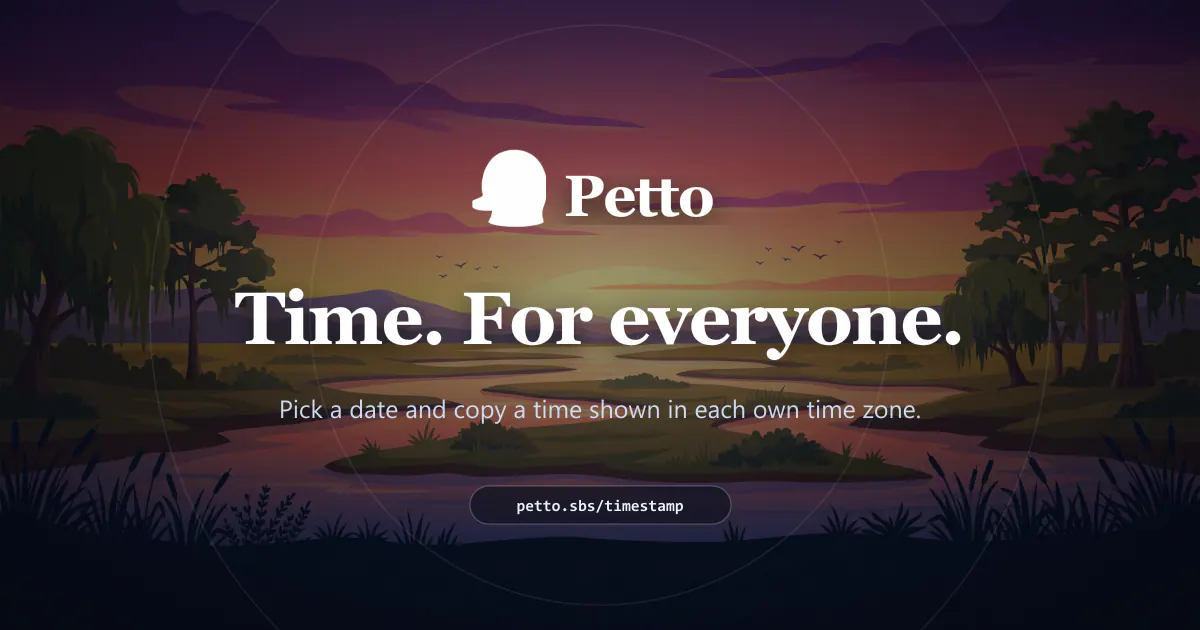 Petto
Time. For everyone.
Pick a date and copy a time shown in each own time zone.
petto.sbs/timestamp